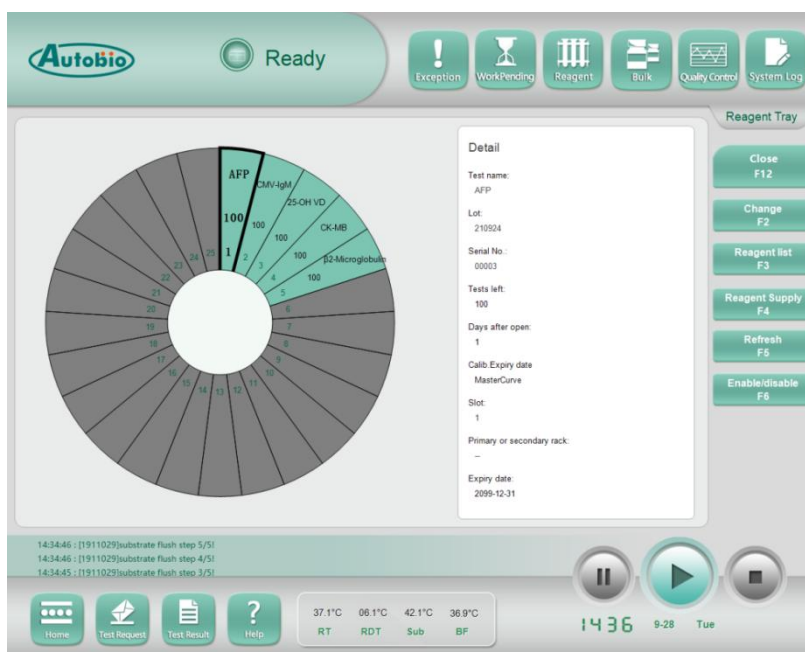 Autobio
Ready
Exception
WorkPending
Reagent
Bulk
Quality Control
System Log
Reagent Tray
AFP
100
1
CMV-IgM
100
2
25-OH VD
100
3
CK-MB
100
4
β2-Microglobulin
100
5
6
7
8
9
10
11
12
13
14
15
16
17
18
19
20
21
22
23
24
25
Detail
Test name:
AFP
Lot:
210924
Serial No.:
00003
Tests left:
100
Days after open:
1
Calib.Expiry date
MasterCurve
Slot:
1
Primary or secondary rack:
--
Expiry date:
2099-12-31
Close
F12
Change
F2
Reagent list
F3
Reagent Supply
F4
Refresh
F5
Enable/disable
F6
14:34:46 : [1911029]substrate flush step 5/5!
14:34:46 : [1911029]substrate flush step 4/5!
14:34:45 : [1911029]substrate flush step 3/5!
Home
Test Request
Test Result
Help
37.1°C 06.1°C 42.1°C 36.9°C
RT RDT Sub BF
1436 9-28 Tue